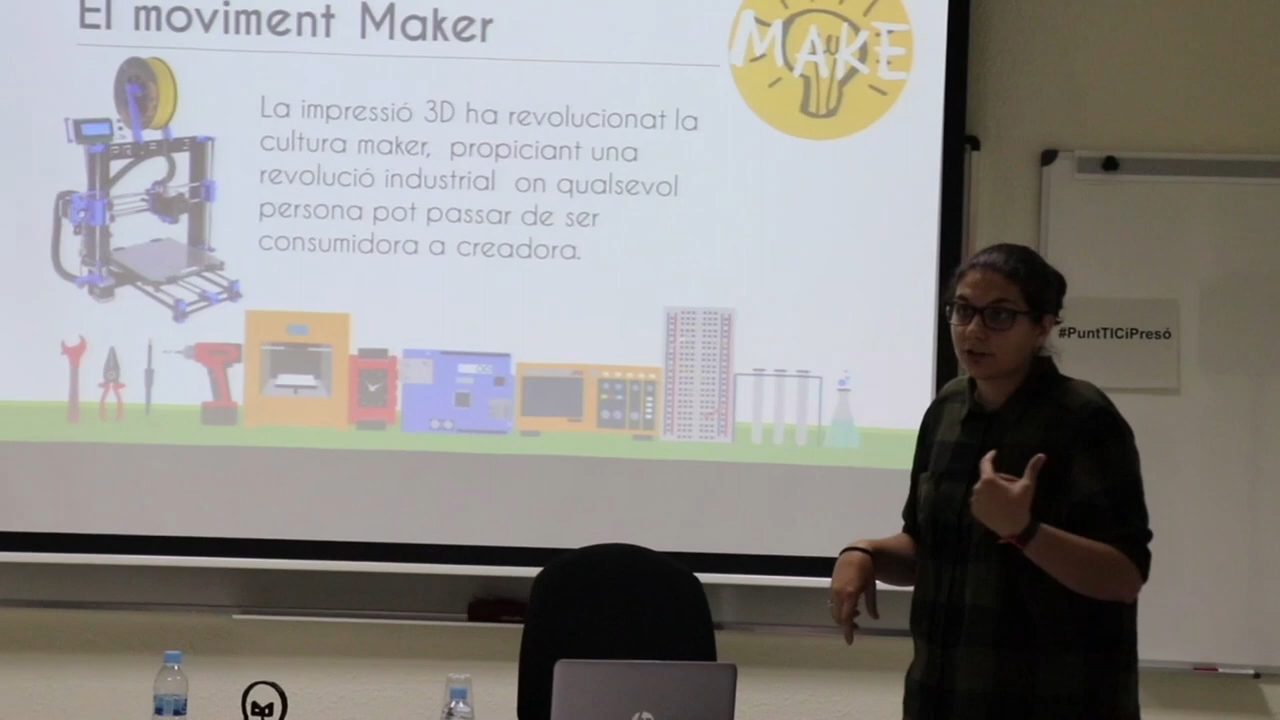 El moviment Maker
MAKE
La impressió 3D ha revolucionat la
cultura maker, propiciant una
revolució industrial on qualsevol
persona pot passar de ser
consumidora a creadora.
#PuntTICiPresó
hp